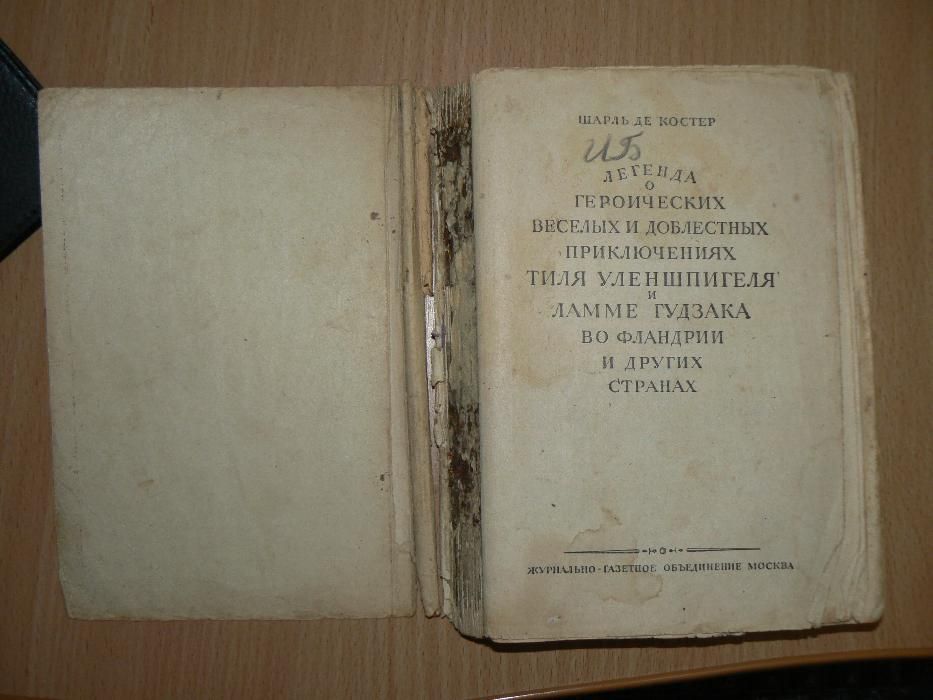 ШАРЛЬ ДЕ КОСТЕР
ИБ
ЛЕГЕНДА
О
ГЕРОИЧЕСКИХ
ВЕСЕЛЫХ И ДОБЛЕСТНЫХ
ПРИКЛЮЧЕНИЯХ
ТИЛЯ УЛЕНШПИГЕЛЯ
И
ЛАММЕ ГУДЗАКА
ВО ФЛАНДРИИ
И ДРУГИХ
СТРАНАХ
ЖУРНАЛЬНО-ГАЗЕТНОЕ ОБЪЕДИНЕНИЕ МОСКВА